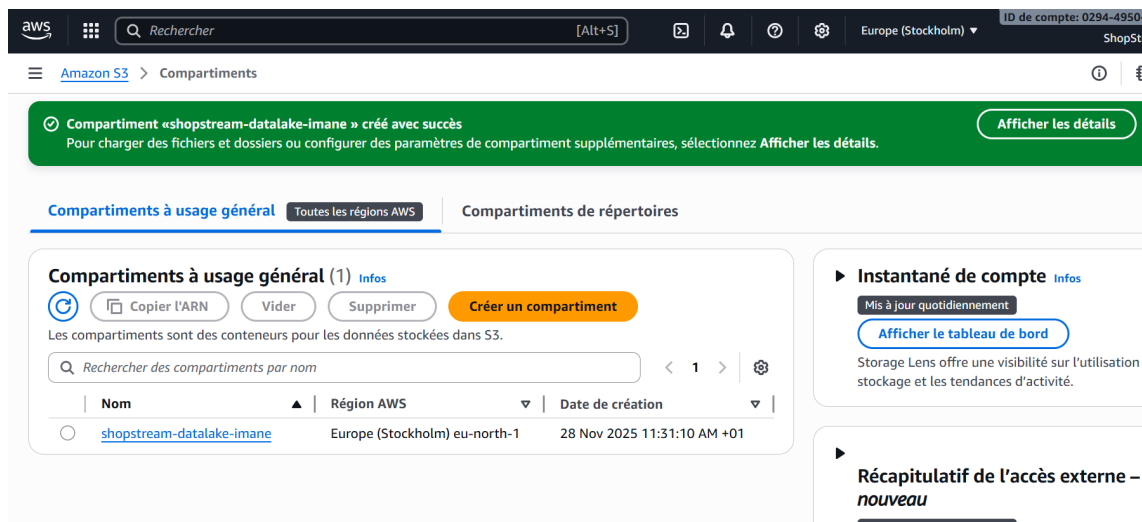 aws
Rechercher [Alt+S] Europe (Stockholm) ▼ ID de compte: 0294-4950-
ShopSt
Amazon S3 > Compartiments
Compartiment «shopstream-datalake-imane » créé avec succès
Pour charger des fichiers et dossiers ou configurer des paramètres de compartiment supplémentaires, sélectionnez Afficher les détails.
Afficher les détails
Compartiments à usage général Toutes les régions AWS Compartiments de répertoires
Compartiments à usage général (1) Infos
Copier l'ARN Vider Supprimer Créer un compartiment
Les compartiments sont des conteneurs pour les données stockées dans S3.
Rechercher des compartiments par nom < 1 >
Nom Région AWS Date de création
shopstream-datalake-imane Europe (Stockholm) eu-north-1 28 Nov 2025 11:31:10 AM +01
Instantané de compte Infos
Mis à jour quotidiennement
Afficher le tableau de bord
Storage Lens offre une visibilité sur l'utilisation
stockage et les tendances d'activité.
Récapitulatif de l'accès externe –
nouveau